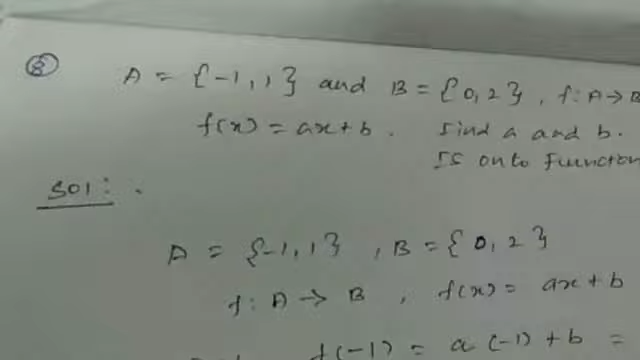 8
A = {-1, 1} and B = {0, 2}, f: A → B
f(x) = ax + b. Find a and b.
Is onto function
Sol: .
A = {-1, 1}, B = {0, 2}
f: A → B, f(x) = ax + b
f(-1) = a(-1) + b =